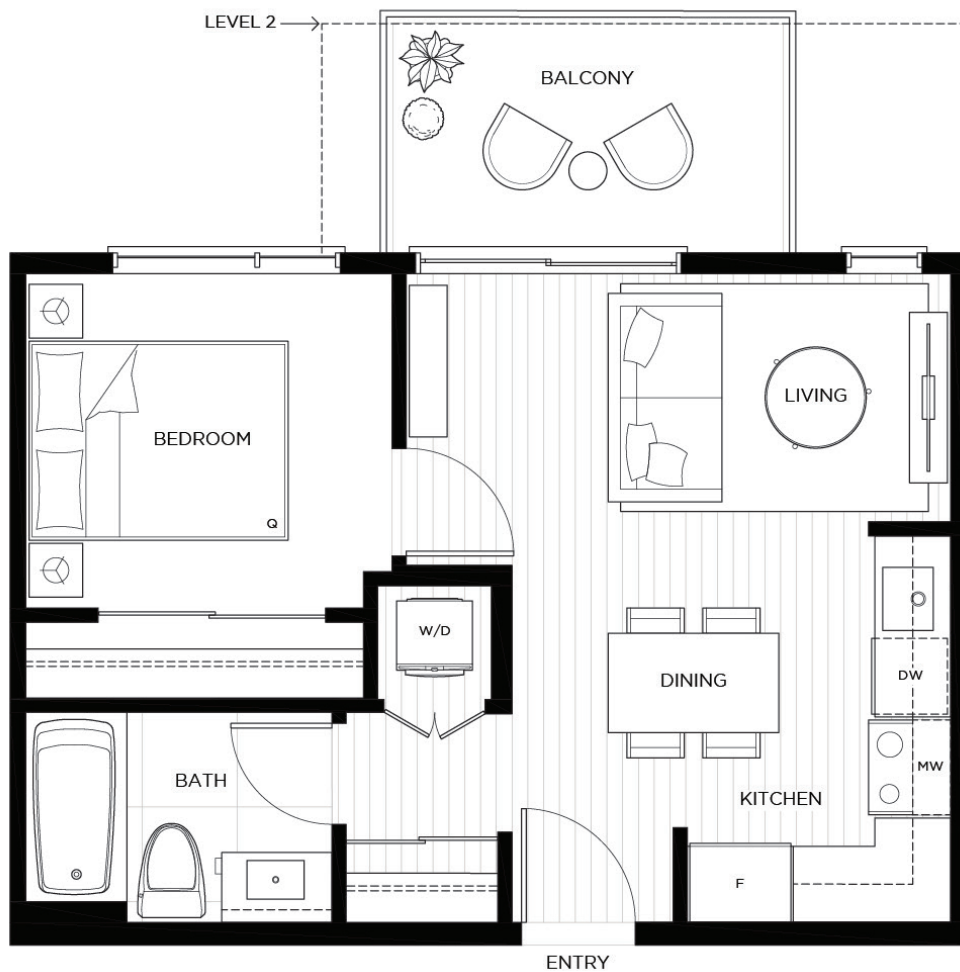 LEVEL 2
BALCONY
LIVING
BEDROOM
Q
W/D
DINING
DW
MW
BATH
KITCHEN
F
ENTRY